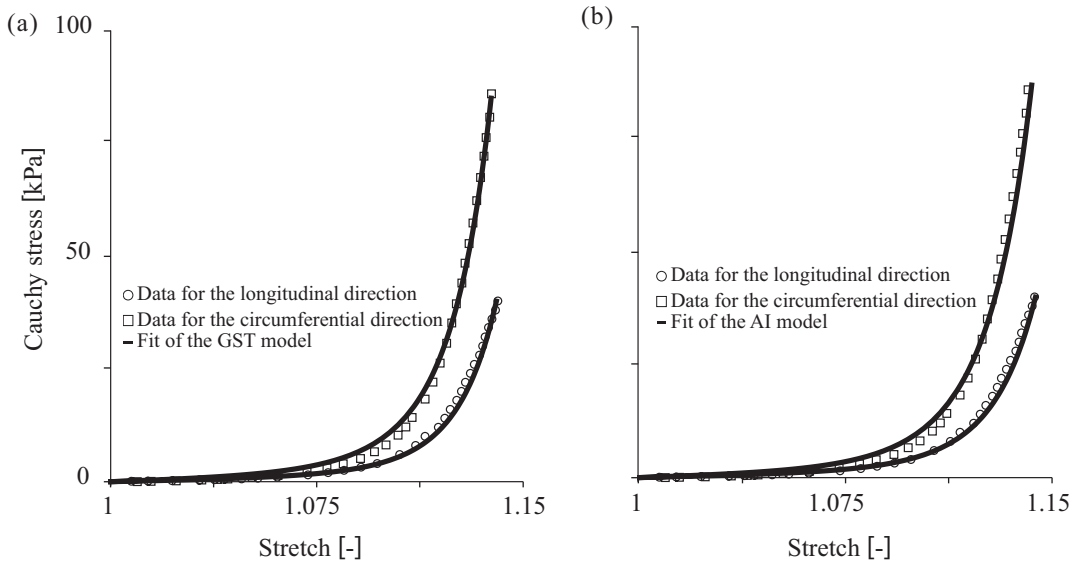 (a)
100
50
0
Cauchy stress [kPa]
○ Data for the longitudinal direction
□ Data for the circumferential direction
– Fit of the GST model
1
1.075
1.15
Stretch [-]
(b)
○ Data for the longitudinal direction
□ Data for the circumferential direction
– Fit of the AI model
1
1.075
1.15
Stretch [-]